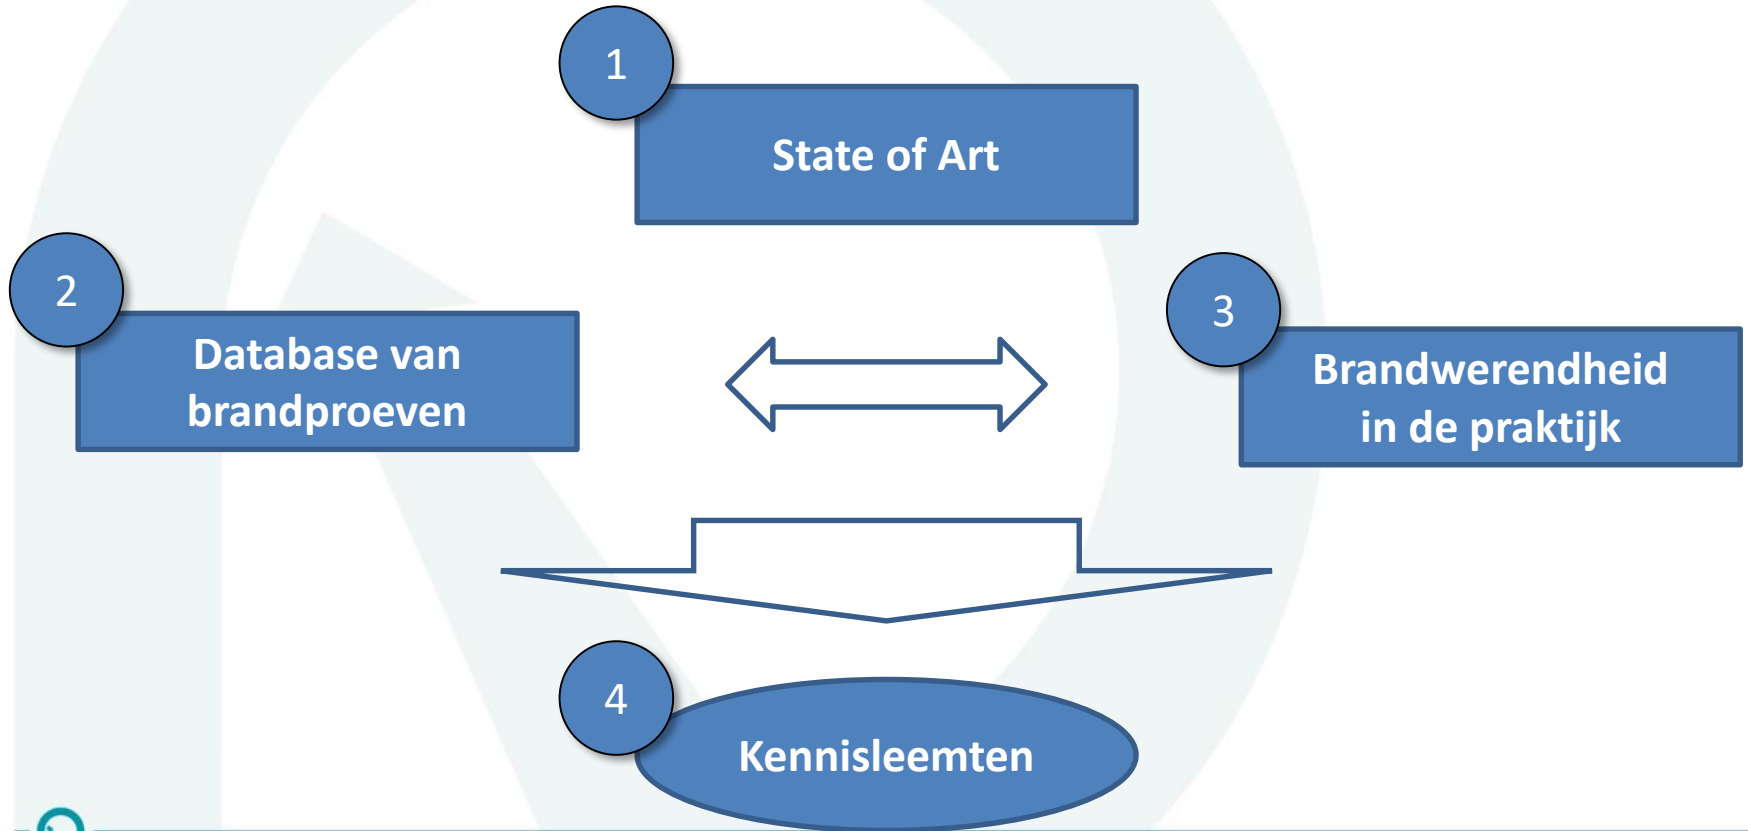 1
State of Art
2
Database van
brandproeven
3
Brandwerendheid
in de praktijk
4
Kennisleemten